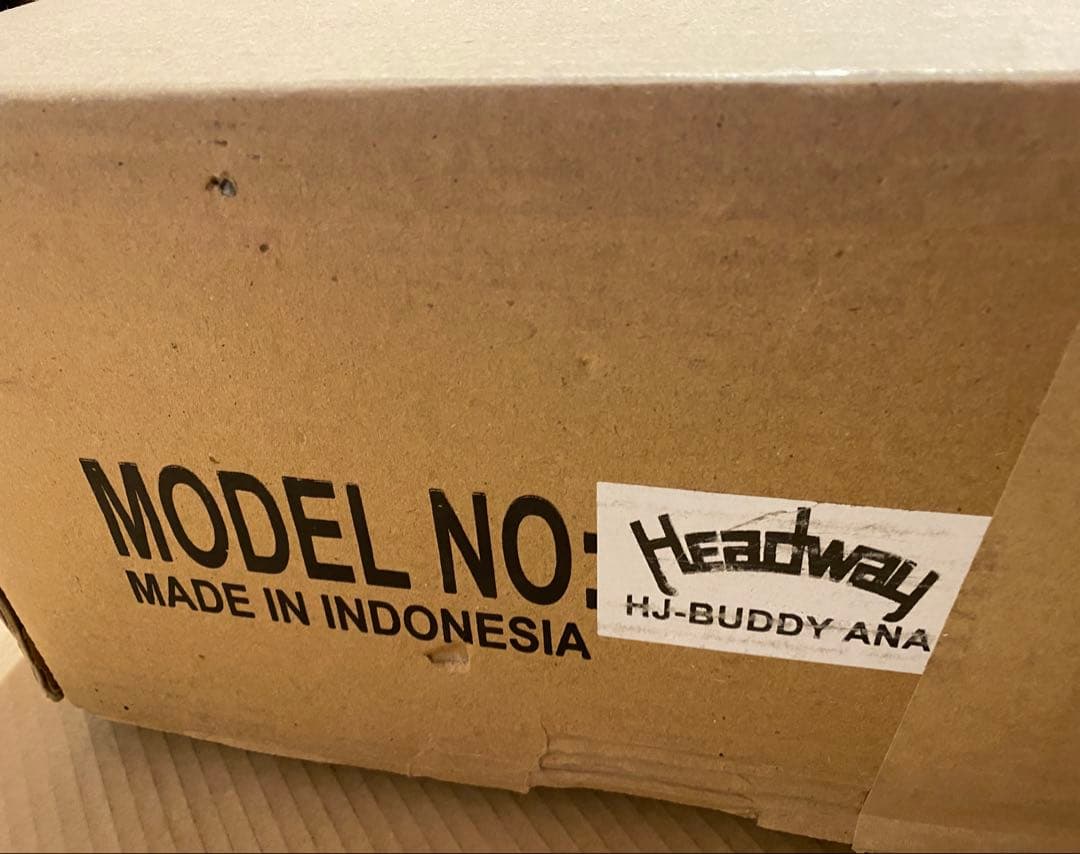 MODEL NO:
MADE IN INDONESIA
Headway
HJ-BUDDY ANA